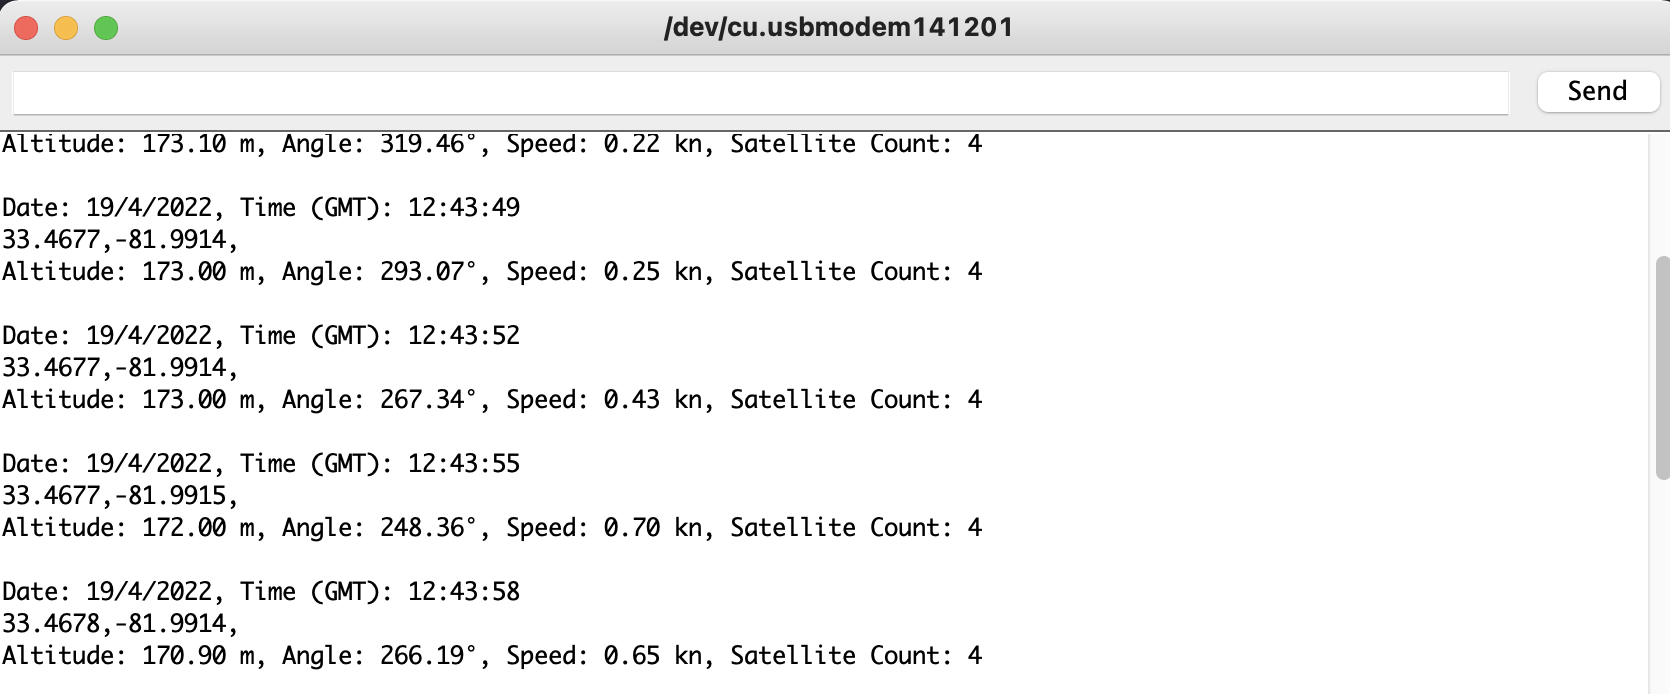 /dev/cu.usbmodem141201
Send
Altitude: 173.10 m, Angle: 319.46°, Speed: 0.22 kn, Satellite Count: 4
Date: 19/4/2022, Time (GMT): 12:43:49
33.4677,-81.9914,
Altitude: 173.00 m, Angle: 293.07°, Speed: 0.25 kn, Satellite Count: 4
Date: 19/4/2022, Time (GMT): 12:43:52
33.4677,-81.9914,
Altitude: 173.00 m, Angle: 267.34°, Speed: 0.43 kn, Satellite Count: 4
Date: 19/4/2022, Time (GMT): 12:43:55
33.4677,-81.9915,
Altitude: 172.00 m, Angle: 248.36°, Speed: 0.70 kn, Satellite Count: 4
Date: 19/4/2022, Time (GMT): 12:43:58
33.4678,-81.9914,
Altitude: 170.90 m, Angle: 266.19°, Speed: 0.65 kn, Satellite Count: 4